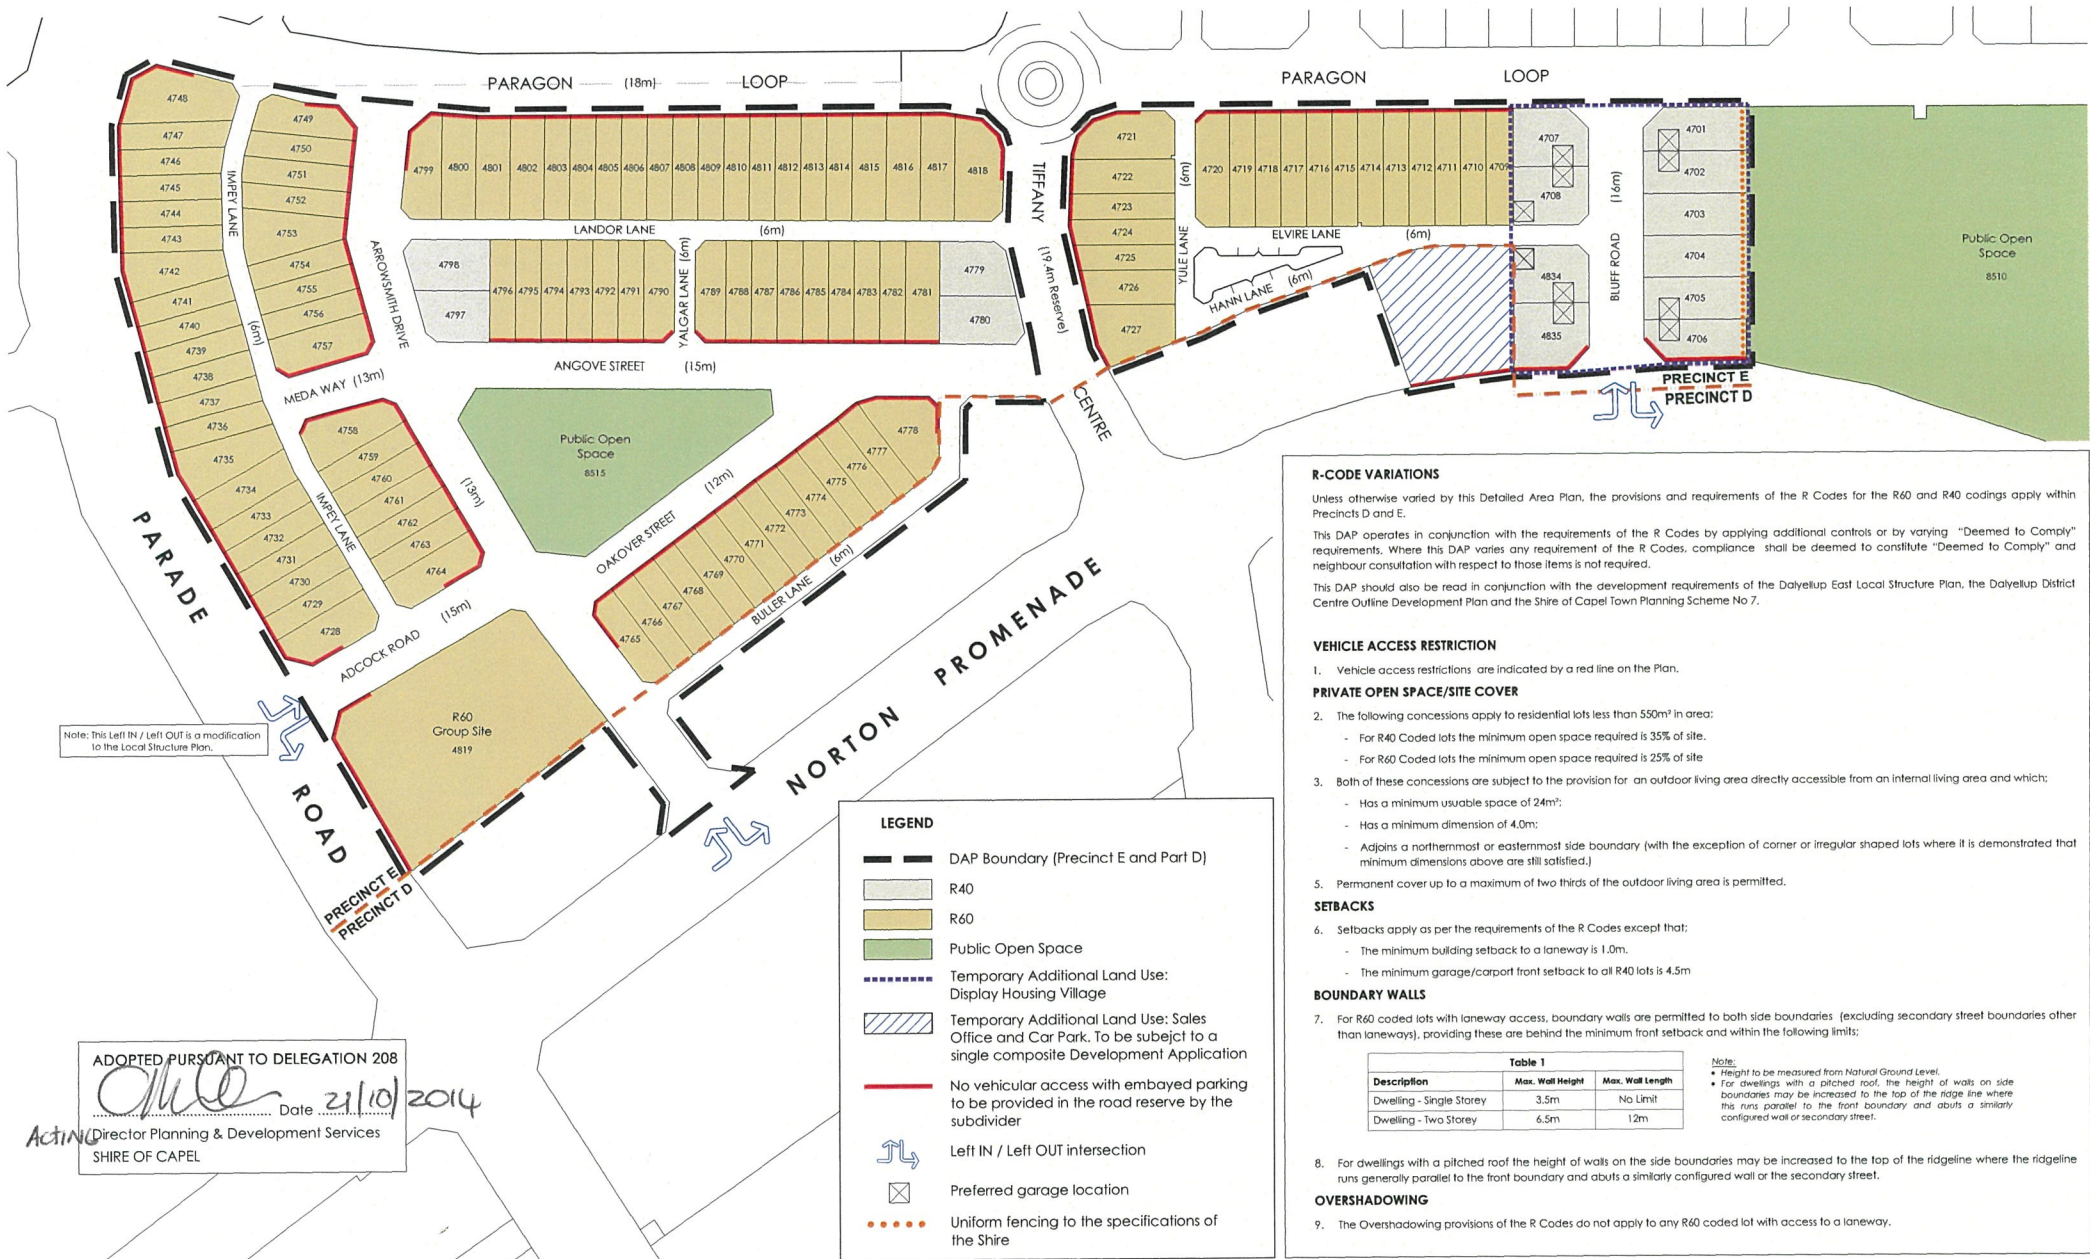 PARAGON (18m) LOOP
PARAGON LOOP
4748
4747
4746
4745
4744
4743
4742
4741
4740
4739
4738
4737
4736
4735
4734
4733
4732
4731
4730
4729
4728
IMPEY LANE
(6m)
IMPEY LANE
4749
4750
4751
4752
4753
4754
4755
4756
4757
ARROWSMITH DRIVE
MEDA WAY (13m)
4758
4759
4760
4761
4762
4763
4764
(13m)
4799 4800 4801 4802 4803 4804 4805 4806 4807 4808 4809 4810 4811 4812 4813 4814 4815 4816 4817 4818
LANDOR LANE (6m)
4798
4797
4796 4795 4794 4793 4792 4791 4790
YALGAR LANE (6m)
4789 4788 4787 4786 4785 4784 4783 4782 4781
4779
4780
ANGOVE STREET (15m)
TIFFANY
(19.4m Reserve)
CENTRE
4721
4722
4723
4724
4725
4726
4727
(6m)
YULE LANE
4720 4719 4718 4717 4716 4715 4714 4713 4712 4711 4710 4709
ELVIRE LANE (6m)
HANN LANE (6m)
4707
4708
4834
4835
BLUFF ROAD
(16m)
4701
4702
4703
4704
4705
4706
Public Open
Space
8510
PRECINCT E
PRECINCT D
Public Open
Space
8515
OAKOVER STREET (12m)
4778
4777
4776
4775
4774
4773
4772
4771
4770
4769
4768
4767
4766
4765
BULLER LANE (6m)
ADCOCK ROAD (15m)
R60
Group Site
4819
PARADE
ROAD
NORTON PROMENADE
PRECINCT E
PRECINCT D
Note: This Left IN / Left OUT is a modification
to the Local Structure Plan.
ADOPTED PURSUANT TO DELEGATION 208
Date 21/10/2014
ACTING Director Planning & Development Services
SHIRE OF CAPEL
LEGEND
DAP Boundary (Precinct E and Part D)
R40
R60
Public Open Space
Temporary Additional Land Use:
Display Housing Village
Temporary Additional Land Use: Sales
Office and Car Park. To be subejct to a
single composite Development Application
No vehicular access with embayed parking
to be provided in the road reserve by the
subdivider
Left IN / Left OUT intersection
Preferred garage location
Uniform fencing to the specifications of
the Shire
R-CODE VARIATIONS
Unless otherwise varied by this Detailed Area Plan, the provisions and requirements of the R Codes for the R60 and R40 codings apply within
Precincts D and E.
This DAP operates in conjunction with the requirements of the R Codes by applying additional controls or by varying "Deemed to Comply"
requirements. Where this DAP varies any requirement of the R Codes, compliance shall be deemed to constitute "Deemed to Comply" and
neighbour consultation with respect to those items is not required.
This DAP should also be read in conjunction with the development requirements of the Dalyellup East Local Structure Plan, the Dalyellup District
Centre Outline Development Plan and the Shire of Capel Town Planning Scheme No 7.
VEHICLE ACCESS RESTRICTION
1. Vehicle access restrictions are indicated by a red line on the Plan.
PRIVATE OPEN SPACE/SITE COVER
2. The following concessions apply to residential lots less than 550m² in area:
- For R40 Coded lots the minimum open space required is 35% of site.
- For R60 Coded lots the minimum open space required is 25% of site
3. Both of these concessions are subject to the provision for an outdoor living area directly accessible from an internal living area and which;
- Has a minimum usuable space of 24m²;
- Has a minimum dimension of 4.0m;
- Adjoins a northernmost or easternmost side boundary (with the exception of corner or irregular shaped lots where it is demonstrated that
minimum dimensions above are still satisfied.)
5. Permanent cover up to a maximum of two thirds of the outdoor living area is permitted.
SETBACKS
6. Setbacks apply as per the requirements of the R Codes except that;
- The minimum building setback to a laneway is 1.0m.
- The minimum garage/carport front setback to all R40 lots is 4.5m
BOUNDARY WALLS
7. For R60 coded lots with laneway access, boundary walls are permitted to both side boundaries (excluding secondary street boundaries other
than laneways), providing these are behind the minimum front setback and within the following limits;
Table 1
Description Max. Wall Height Max. Wall Length
Dwelling - Single Storey 3.5m No Limit
Dwelling - Two Storey 6.5m 12m
Note:
• Height to be measured from Natural Ground Level.
• For dwellings with a pitched roof, the height of walls on side
boundaries may be increased to the top of the ridge line where
this runs parallel to the front boundary and abuts a similarly
configured wall or secondary street.
8. For dwellings with a pitched roof the height of walls on the side boundaries may be increased to the top of the ridgeline where the ridgeline
runs generally parallel to the front boundary and abuts a similarly configured wall or the secondary street.
OVERSHADOWING
9. The Overshadowing provisions of the R Codes do not apply to any R60 coded lot with access to a laneway.